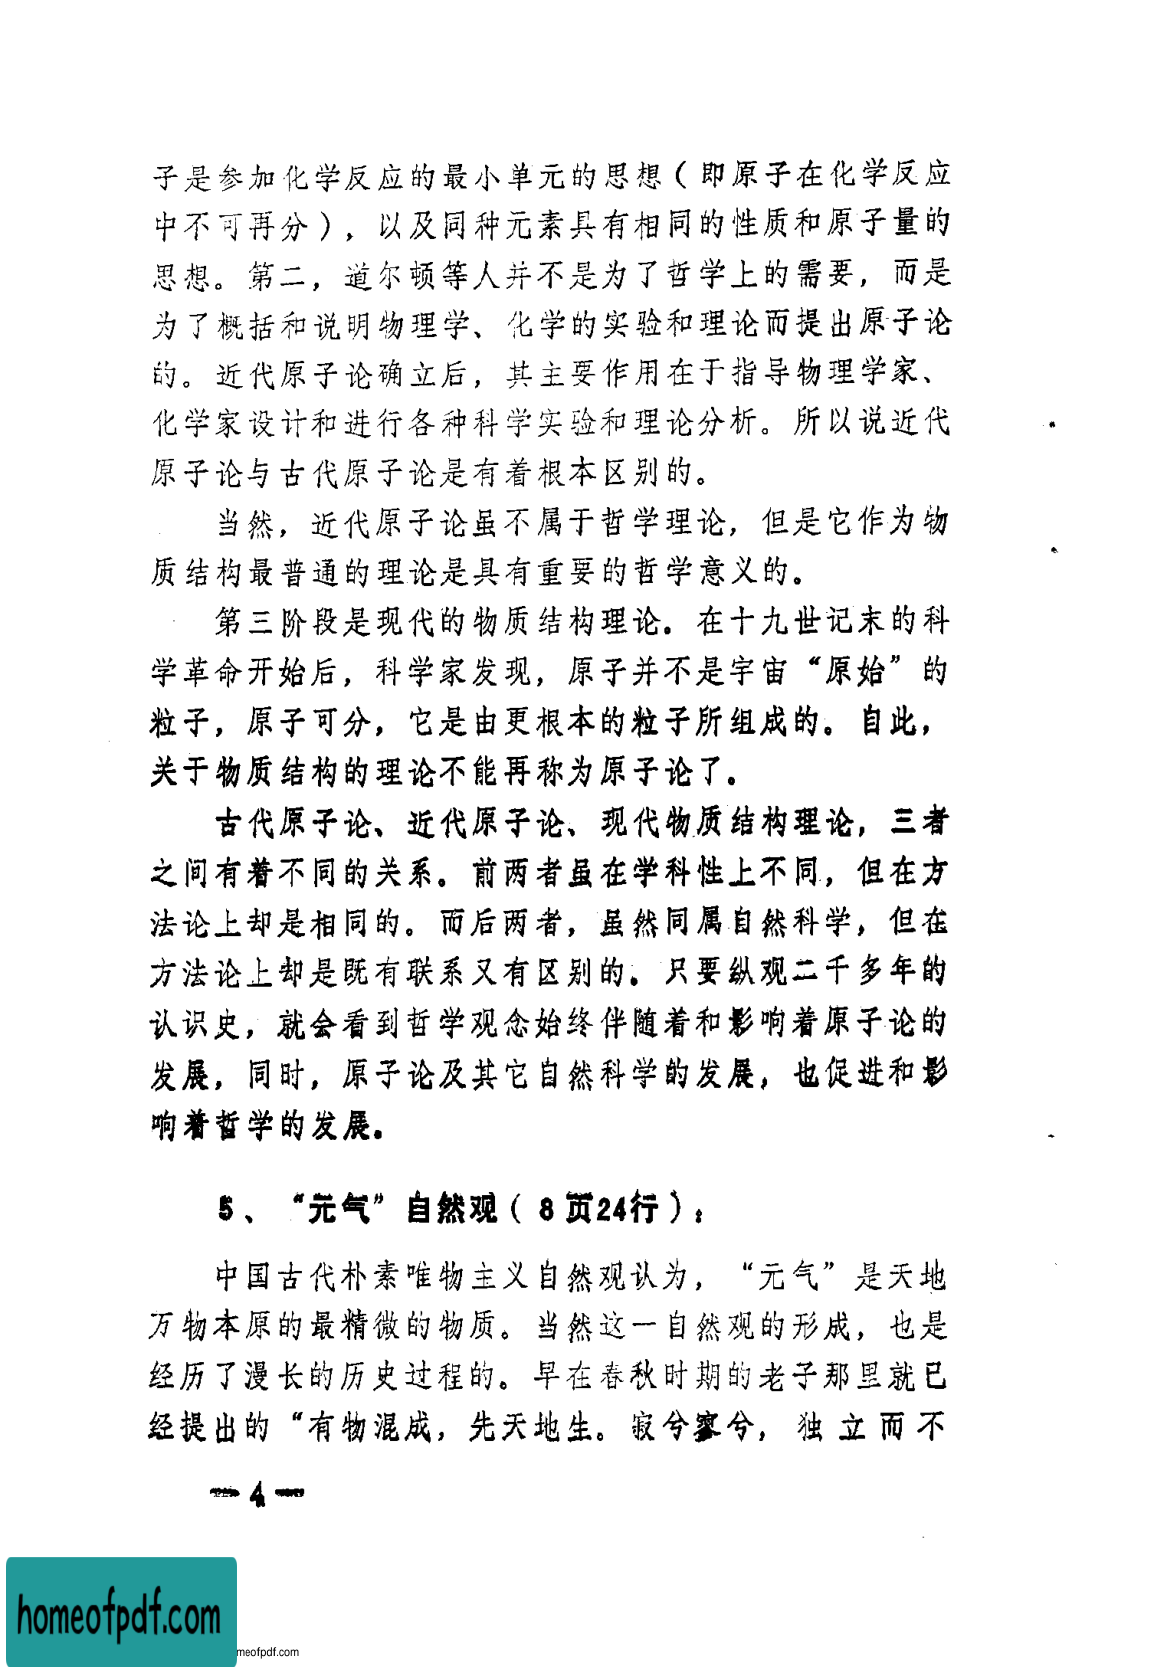 子是参加化学反应的最小单元的思想（即原子在化学反应
中不可再分），以及同种元素具有相同的性质和原子量的
思想。第二，道尔顿等人并不是为了哲学上的需要，而是
为了概括和说明物理学、化学的实验和理论而提出原子论
的。近代原子论确立后，其主要作用在于指导物理学家、
化学家设计和进行各种科学实验和理论分析。所以说近代
原子论与古代原子论是有着根本区别的。
当然，近代原子论虽不属于哲学理论，但是它作为物
质结构最普通的理论是具有重要的哲学意义的。
第三阶段是现代的物质结构理论。在十九世记末的科
学革命开始后，科学家发现，原子并不是宇宙“原始”的
粒子，原子可分，它是由更根本的粒子所组成的。自此，
关于物质结构的理论不能再称为原子论了。
古代原子论、近代原子论、现代物质结构理论，三者
之间有着不同的关系。前两者虽在学科性上不同，但在方
法论上却是相同的。而后两者，虽然同属自然科学，但在
方法论上却是既有联系又有区别的。只要纵观二千多年的
认识史，就会看到哲学观念始终伴随着和影响着原子论的
发展，同时，原子论及其它自然科学的发展，也促进和影
响着哲学的发展。
5、“元气”自然观（8页24行）：
中国古代朴素唯物主义自然观认为，“元气”是天地
万物本原的最精微的物质。当然这一自然观的形成，也是
经历了漫长的历史过程的。早在春秋时期的老子那里就已
经提出的“有物混成，先天地生。寂兮寥兮，独立而不
—4—
homeofpdf.com
meofpdf.com